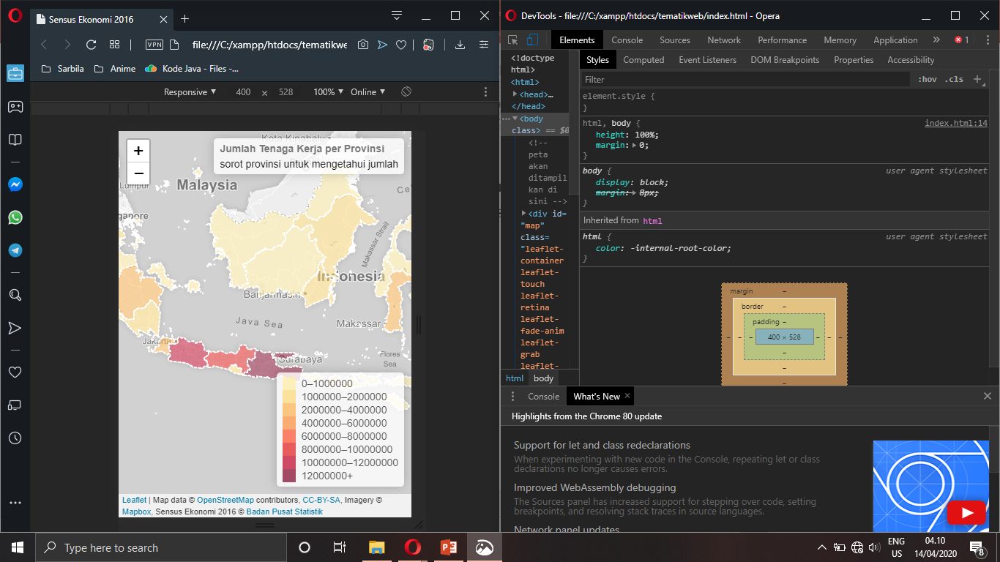 Sensus Ekonomi 2016
DevTools - file:///C:/xampp/htdocs/tematikweb/index.html - Opera
VPN
file:///C:/xampp/htdocs/tematikwe
Sarbila
Anime
Kode Java - Files -...
Responsive ▼ 400 x 528 100% ▼ Online ▼
Kota Kinabalu
+
−
Jumlah Tenaga Kerja per Provinsi
sorot provinsi untuk mengetahui jumlah
Lumpur
Malaysia
Ce
gapore
Makassar Strait
Indonesia
Banjarmasin
Java Sea
Makassar
Jakarta
Surabaya
Flores
Sea
0–1000000
1000000–2000000
2000000–4000000
4000000–6000000
6000000–8000000
8000000–10000000
10000000–12000000
12000000+
Leaflet | Map data © OpenStreetMap contributors, CC-BY-SA, Imagery ©
Mapbox, Sensus Ekonomi 2016 © Badan Pusat Statistik
Elements Console Sources Network Performance Memory Application » 1
<!doctype
html>
<html>
<head>…
</head>
<body
class> == $0
<!--
peta
akan
ditampil
kan di
sini -->
<div id=
"map"
class=
"leaflet-
container
leaflet-
touch
leaflet-
retina
leaflet-
fade-anim
leaflet-
grab
leaflet-
html body
Styles Computed Event Listeners DOM Breakpoints Properties Accessibility
Filter :hov .cls +
element.style {
}
html, body { index.html:14
height: 100%;
margin: 0;
}
body { user agent stylesheet
display: block;
margin: 8px;
}
Inherited from html
html { user agent stylesheet
color: -internal-root-color;
}
margin –
border –
padding –
– – – 400 × 528 – – –
–
–
–
Console What's New ×
Highlights from the Chrome 80 update
Support for let and class redeclarations
When experimenting with new code in the Console, repeating let or class
declarations no longer causes errors.
Improved WebAssembly debugging
The Sources panel has increased support for stepping over code, setting
breakpoints, and resolving stack traces in source languages.
Network panel updates
Type here to search
ENG
US
04.10
14/04/2020
8